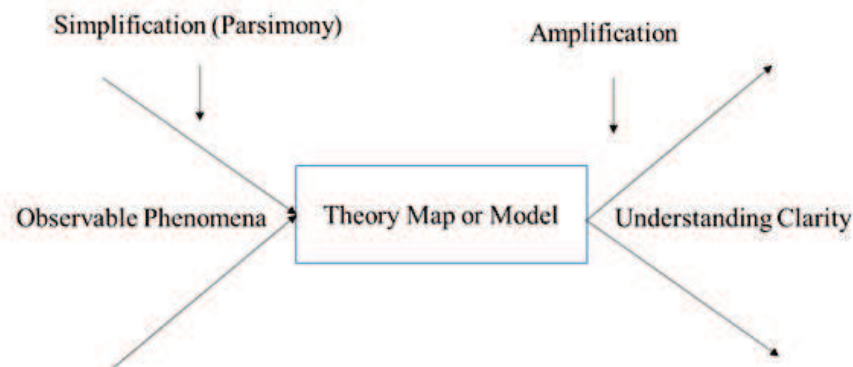 Simplification (Parsimony)
Amplification
Observable Phenomena
Theory Map or Model
Understanding Clarity